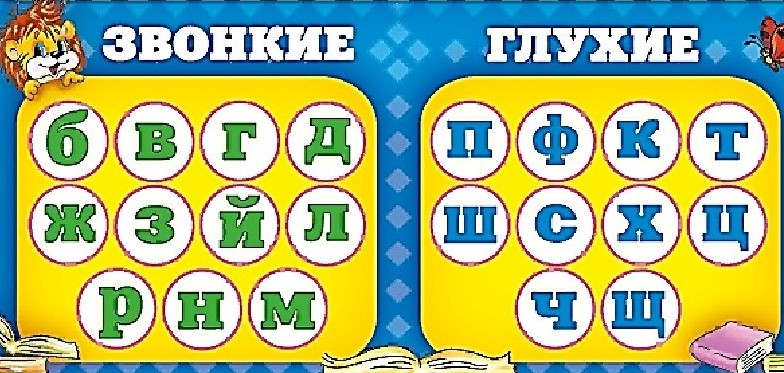 ЗВОНКИЕ
б в г д
ж з й л
р н м
ГЛУХИЕ
п ф к т
ш с х ц
ч щ